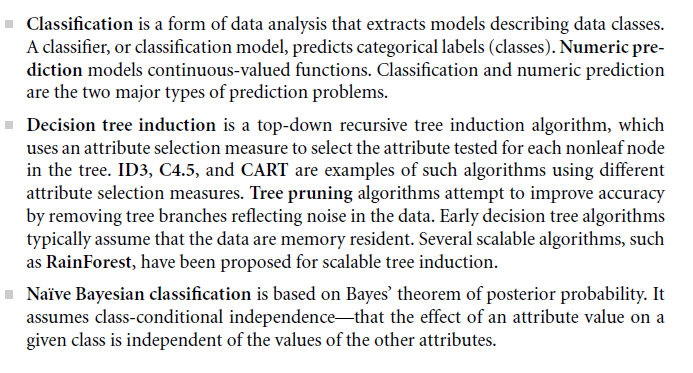 Classification is a form of data analysis that extracts models describing data classes.
A classifier, or classification model, predicts categorical labels (classes). Numeric pre-
diction models continuous-valued functions. Classification and numeric prediction
are the two major types of prediction problems.
Decision tree induction is a top-down recursive tree induction algorithm, which
uses an attribute selection measure to select the attribute tested for each nonleaf node
in the tree. ID3, C4.5, and CART are examples of such algorithms using different
attribute selection measures. Tree pruning algorithms attempt to improve accuracy
by removing tree branches reflecting noise in the data. Early decision tree algorithms
typically assume that the data are memory resident. Several scalable algorithms, such
as RainForest, have been proposed for scalable tree induction.
Naïve Bayesian classification is based on Bayes’ theorem of posterior probability. It
assumes class-conditional independence—that the effect of an attribute value on a
given class is independent of the values of the other attributes.